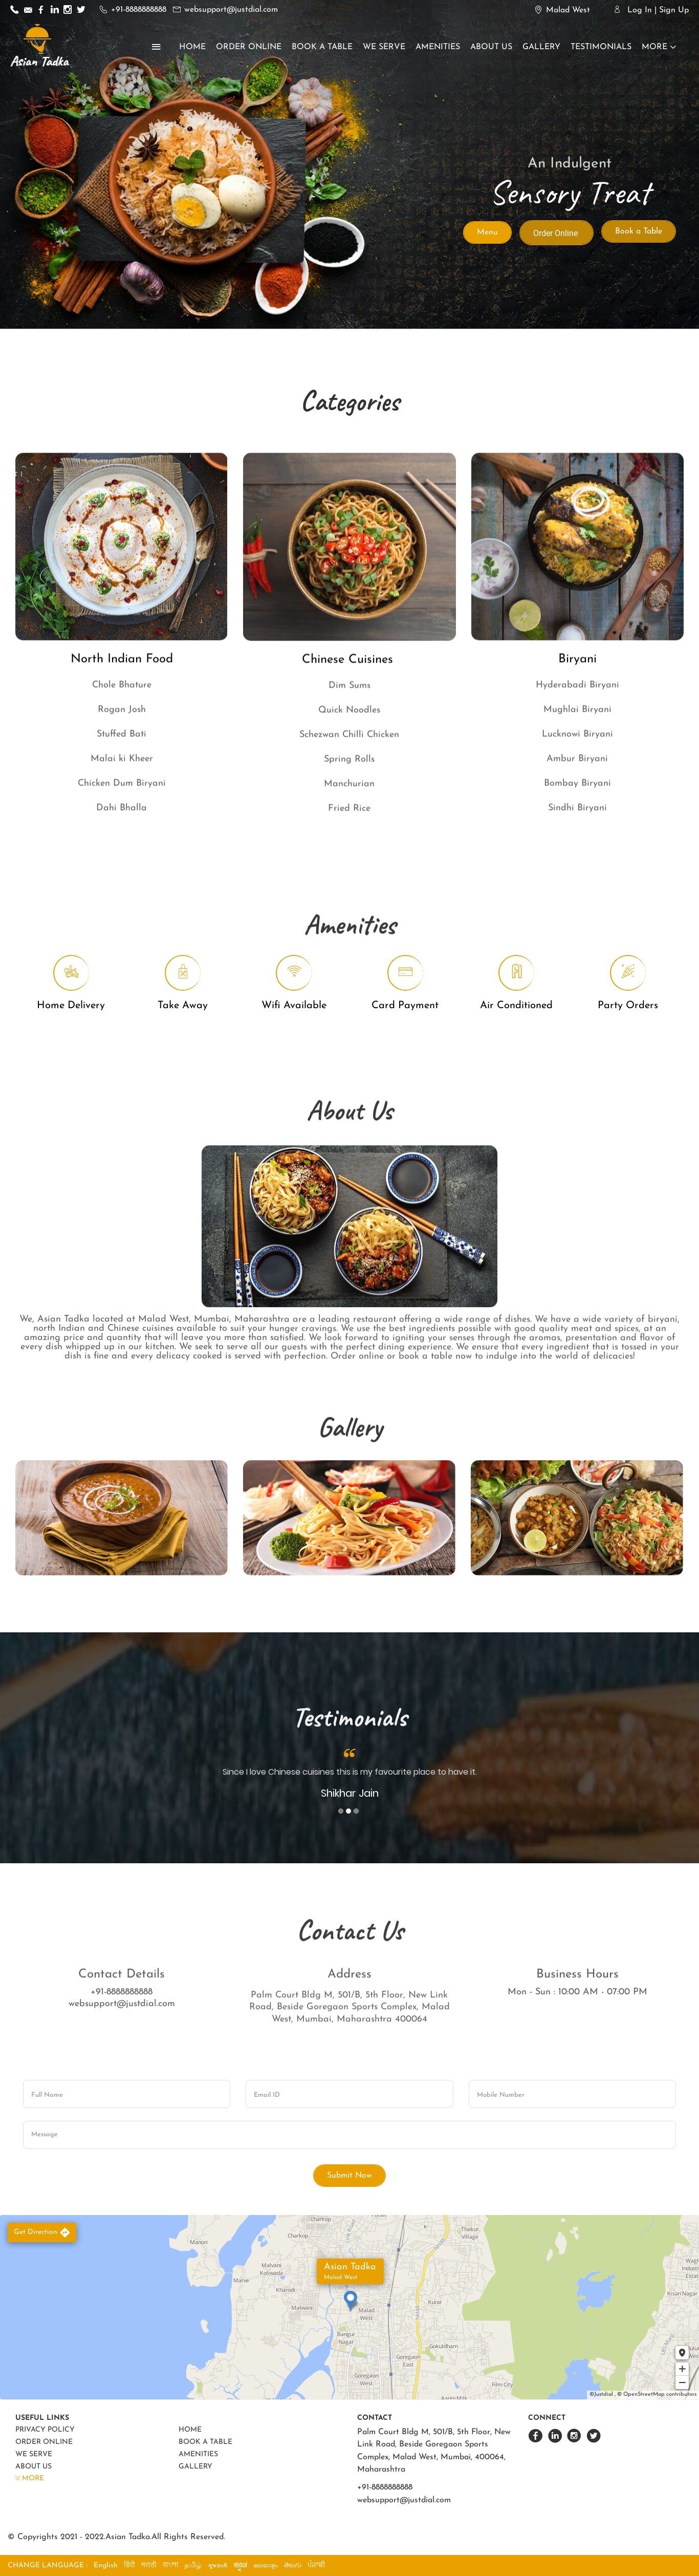 +91-8888888888 websupport@justdial.com Malad West Log In | Sign Up
Asian Tadka
HOME ORDER ONLINE BOOK A TABLE WE SERVE AMENITIES ABOUT US GALLERY TESTIMONIALS MORE
An Indulgent
Sensory Treat
Menu Order Online Book a Table
Categories
North Indian Food
Chole Bhature
Rogan Josh
Stuffed Bati
Malai ki Kheer
Chicken Dum Biryani
Dahi Bhalla
Chinese Cuisines
Dim Sums
Quick Noodles
Schezwan Chilli Chicken
Spring Rolls
Manchurian
Fried Rice
Biryani
Hyderabadi Biryani
Mughlai Biryani
Lucknowi Biryani
Ambur Biryani
Bombay Biryani
Sindhi Biryani
Amenities
Home Delivery Take Away Wifi Available Card Payment Air Conditioned Party Orders
About Us
We, Asian Tadka located at Malad West, Mumbai, Maharashtra are a leading restaurant offering a wide range of dishes. We have a wide variety of biryani,
north Indian and Chinese cuisines available to suit your hunger cravings. We use the best ingredients possible with good quality meat and spices, at an
amazing price and quantity that will leave you more than satisfied. We look forward to igniting your senses through the aromas, presentation and flavor of
every dish whipped up in our kitchen. We seek to serve all our guests with the perfect dining experience. We ensure that every ingredient that is tossed in your
dish is fine and every delicacy cooked is served with perfection. Order online or book a table now to indulge into the world of delicacies!
Gallery
Testimonials
Since I love Chinese cuisines this is my favourite place to have it.
Shikhar Jain
Contact Us
Contact Details
+91-8888888888
websupport@justdial.com
Address
Palm Court Bldg M, 501/B, 5th Floor, New Link
Road, Beside Goregaon Sports Complex, Malad
West, Mumbai, Maharashtra 400064
Business Hours
Mon - Sun : 10:00 AM - 07:00 PM
Full Name Email ID Mobile Number
Message
Submit Now
Get Direction
Asian Tadka
Malad West
Charkop
Charkop
Manori
Malvani
Koliwada
Marve
Kharodi
Malwani
Malad
West
Bangur
Nagar
Goregaon
West
Goregaon
East
Gokuldham
Kurar
Thakur
Village
Film City
Kisan Nagar
©Justdial , © OpenStreetMap contributors
USEFUL LINKS
PRIVACY POLICY
ORDER ONLINE
WE SERVE
ABOUT US
MORE
HOME
BOOK A TABLE
AMENITIES
GALLERY
CONTACT
Palm Court Bldg M, 501/B, 5th Floor, New
Link Road, Beside Goregaon Sports
Complex, Malad West, Mumbai, 400064,
Maharashtra
+91-8888888888
websupport@justdial.com
CONNECT
© Copyrights 2021 - 2022.Asian Tadka.All Rights Reserved.
CHANGE LANGUAGE : English हिंदी मराठी বাংলা தமிழ் ગુજરાતી ಕನ್ನಡ മലയാളം తెలుగు ਪੰਜਾਬੀ